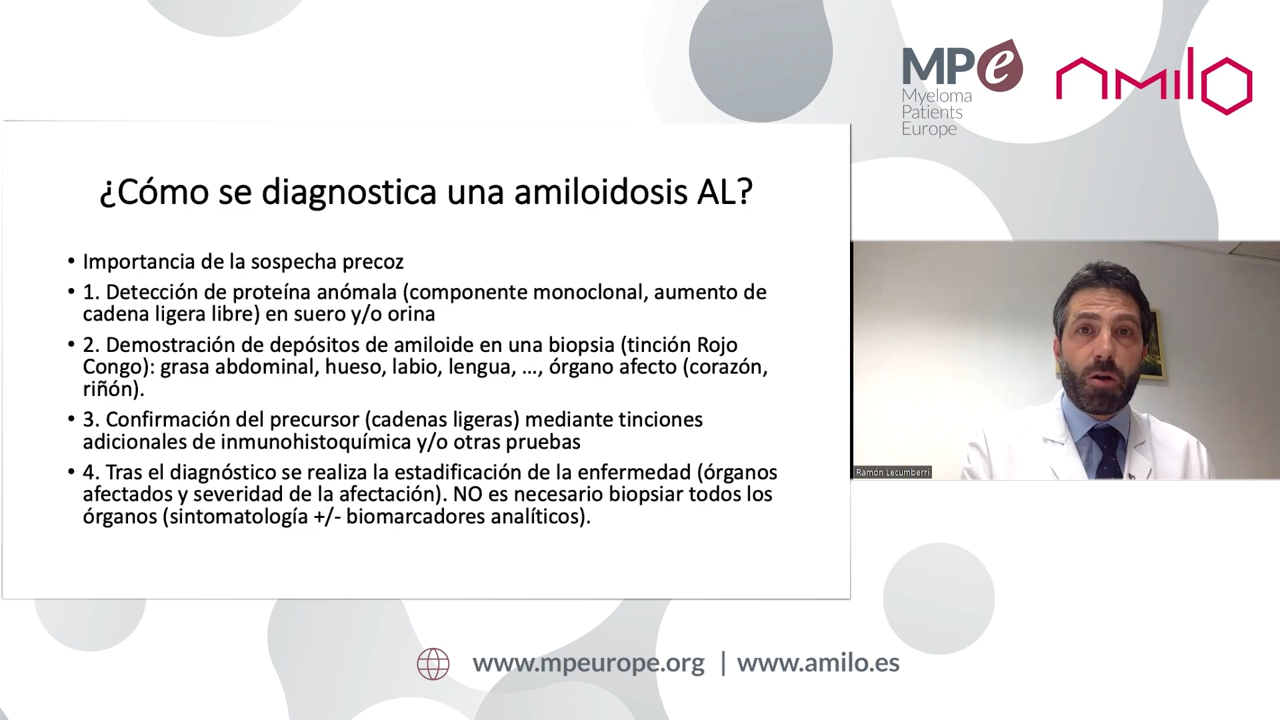 MPe
Myeloma
Patients
Europe
amilo
¿Cómo se diagnostica una amiloidosis AL?
• Importancia de la sospecha precoz
• 1. Detección de proteína anómala (componente monoclonal, aumento de
cadena ligera libre) en suero y/o orina
• 2. Demostración de depósitos de amiloide en una biopsia (tinción Rojo
Congo): grasa abdominal, hueso, labio, lengua, …, órgano afecto (corazón,
riñón).
• 3. Confirmación del precursor (cadenas ligeras) mediante tinciones
adicionales de inmunohistoquímica y/o otras pruebas
• 4. Tras el diagnóstico se realiza la estadificación de la enfermedad (órganos
afectados y severidad de la afectación). NO es necesario biopsiar todos los
órganos (sintomatología +/- biomarcadores analíticos).
Ramón Lecumberri
www.mpeurope.org | www.amilo.es